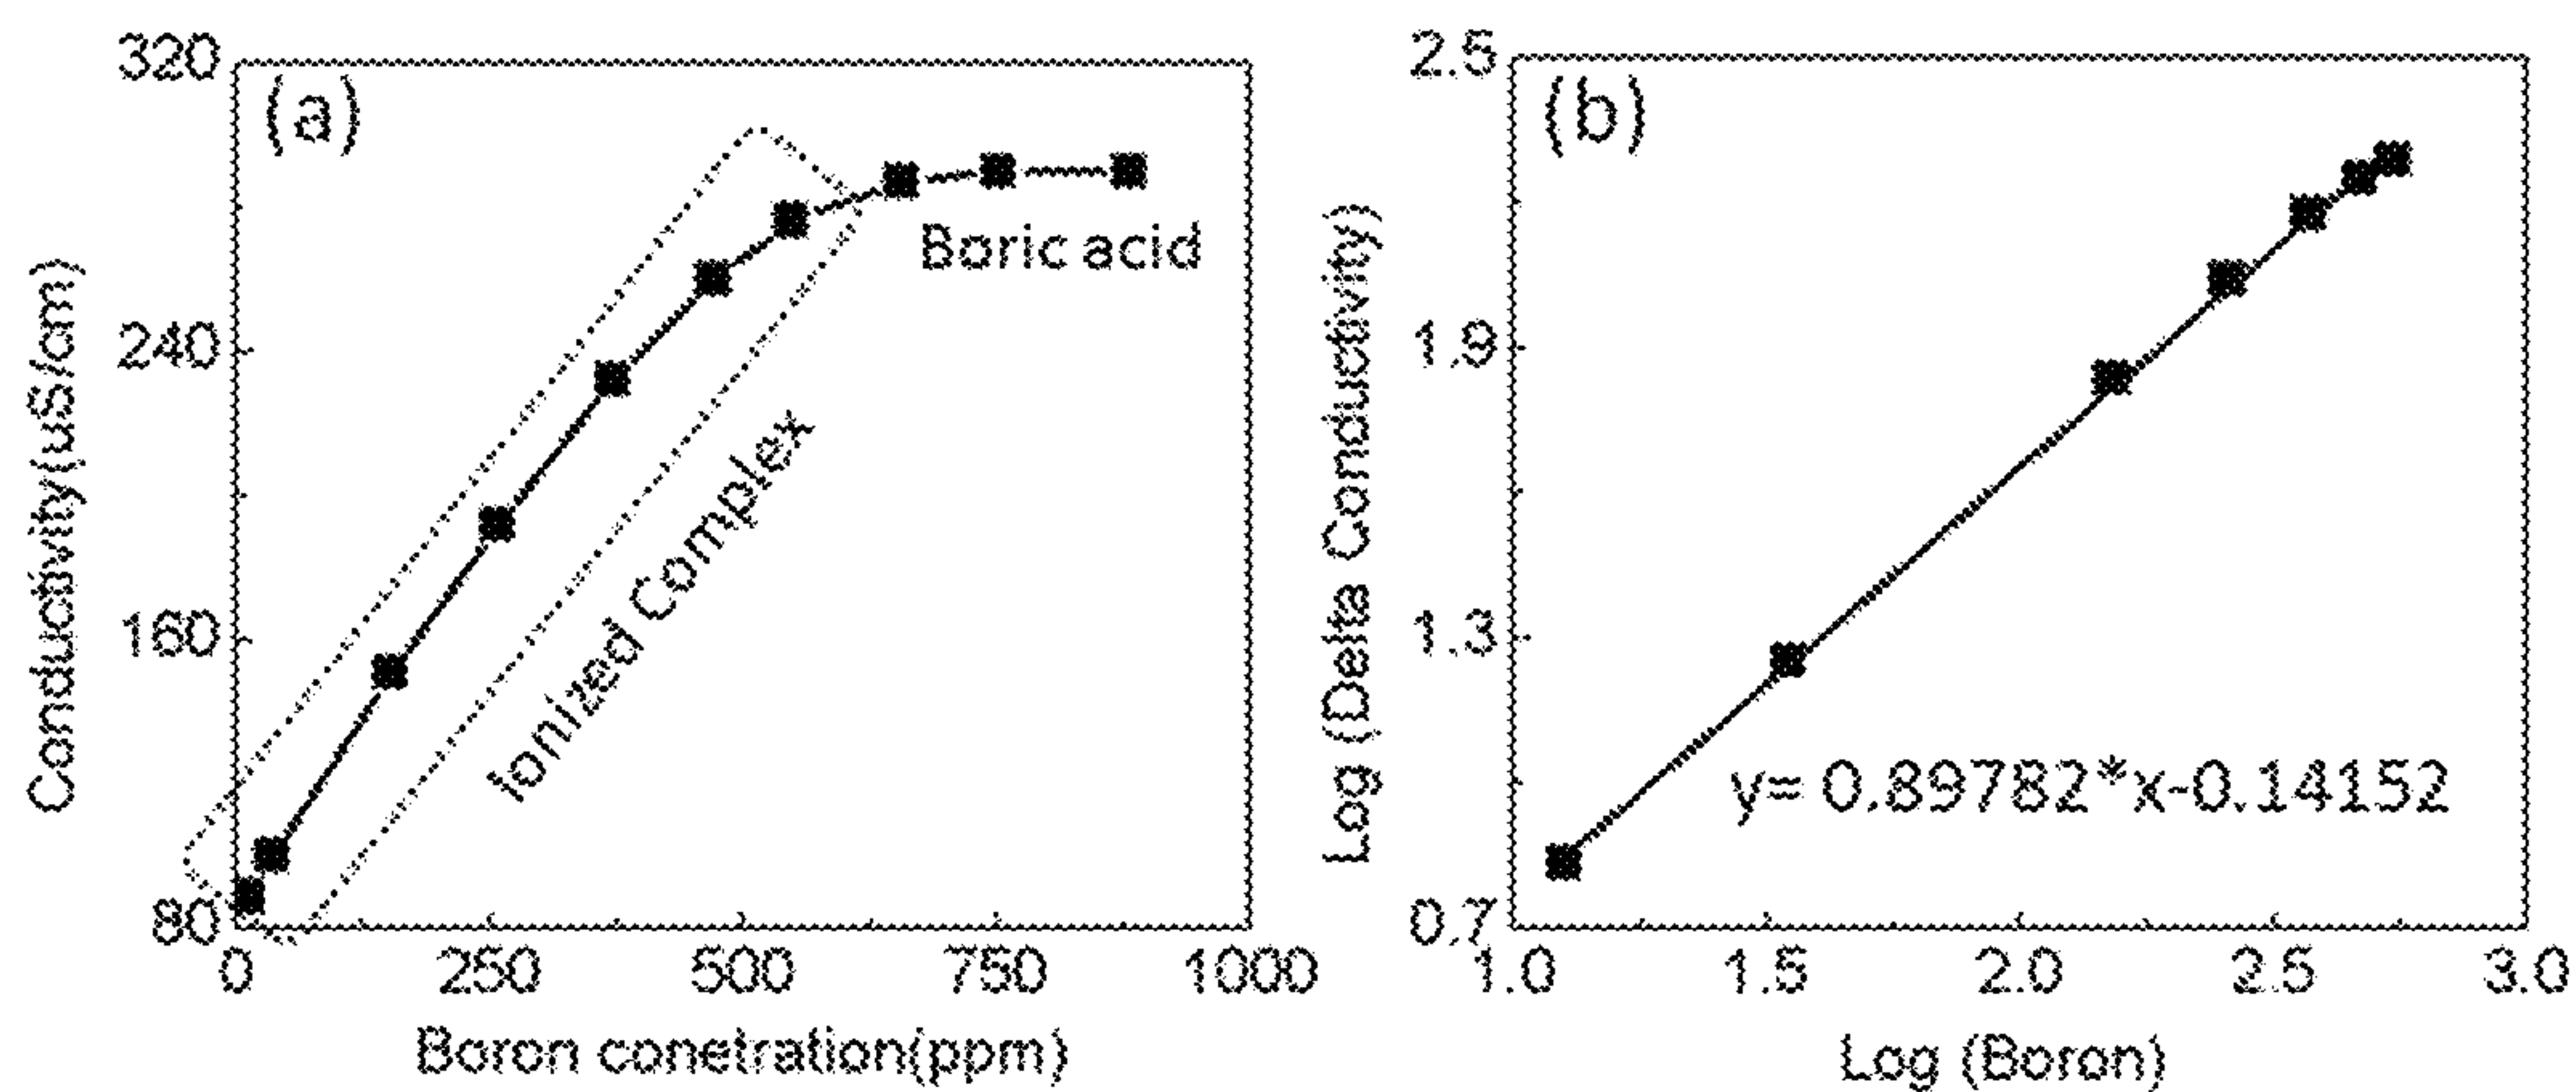 (a)
320
240
160
80
0 250 500 750 1000
Conductivity(uS/cm)
Boron conetration(ppm)
Boric acid
Ionized Complex
(b)
2.5
1.9
1.3
0.7
1.0 1.5 2.0 2.5 3.0
Log (Delta Conductivity)
Log (Boron)
y= 0.89782*x-0.14152